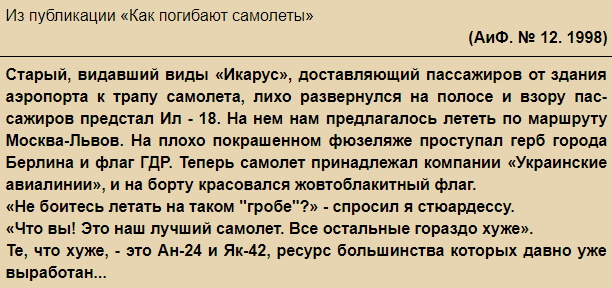 Из публикации «Как погибают самолеты»
(АиФ. № 12. 1998)
Старый, видавший виды «Икарус», доставляющий пассажиров от здания
аэропорта к трапу самолета, лихо развернулся на полосе и взору пас-
сажиров предстал Ил - 18. На нем нам предлагалось лететь по маршруту
Москва-Львов. На плохо покрашенном фюзеляже проступал герб города
Берлина и флаг ГДР. Теперь самолет принадлежал компании «Украинские
авиалинии», и на борту красовался жовтоблакитный флаг.
«Не боитесь летать на таком "гробе"?» - спросил я стюардессу.
«Что вы! Это наш лучший самолет. Все остальные гораздо хуже».
Те, что хуже, - это Ан-24 и Як-42, ресурс большинства которых давно уже
выработан...